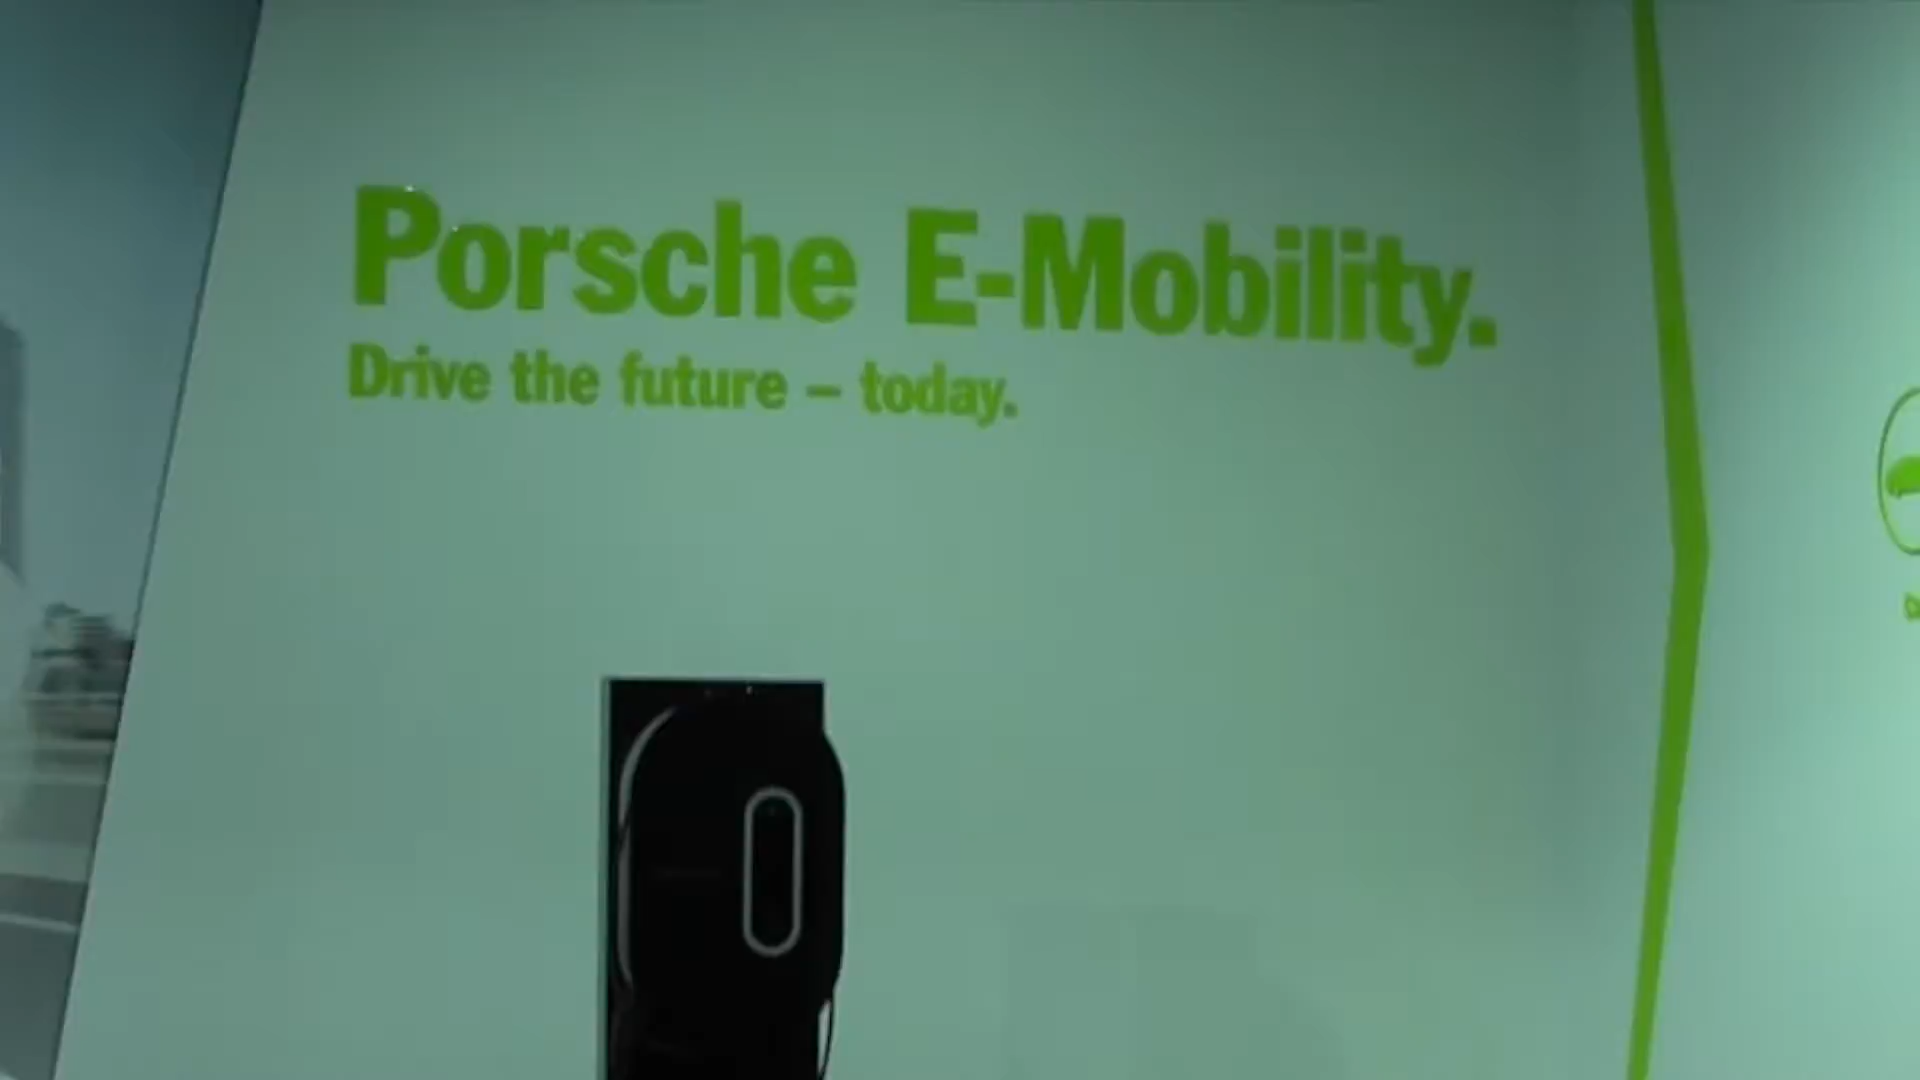 Porsche E-Mobility.
Drive the future – today.